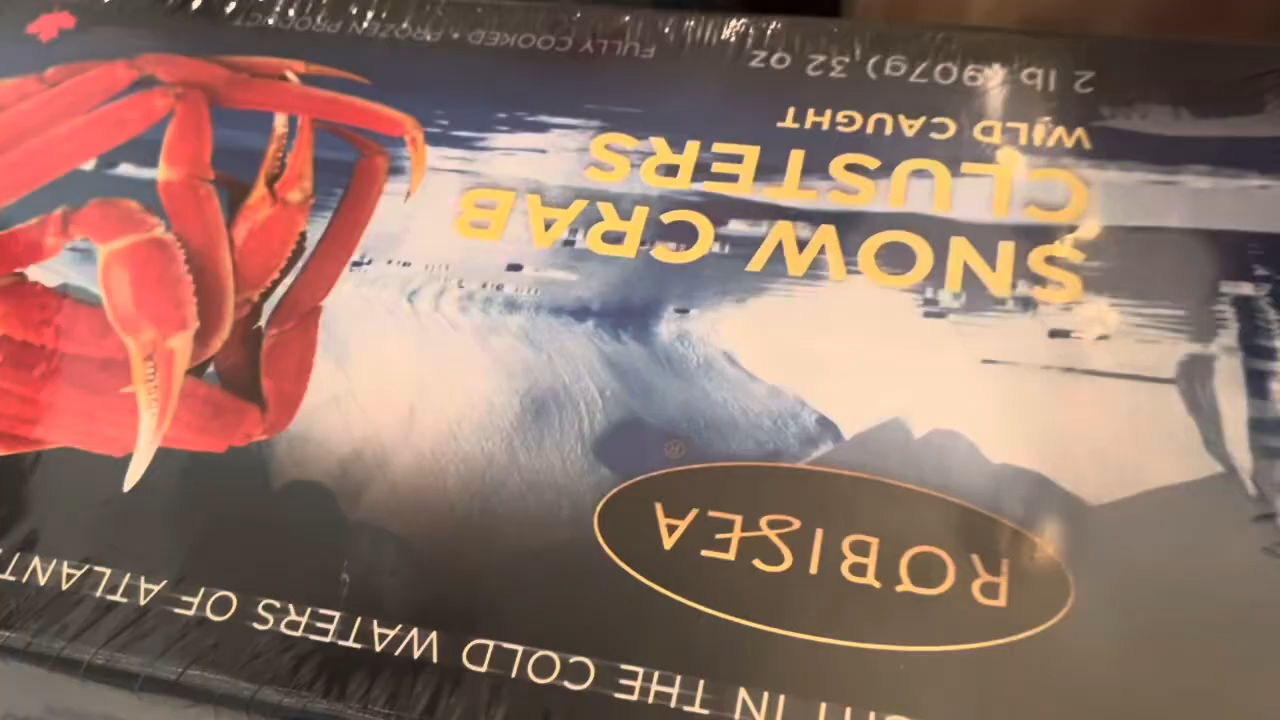 IN THE COLD WATERS OF
ROBISEA
®
SNOW CRAB
CLUSTERS
WILD CAUGHT
2 lb (907g) 32 oz
FULLY COOKED • FROZEN PRODUCT